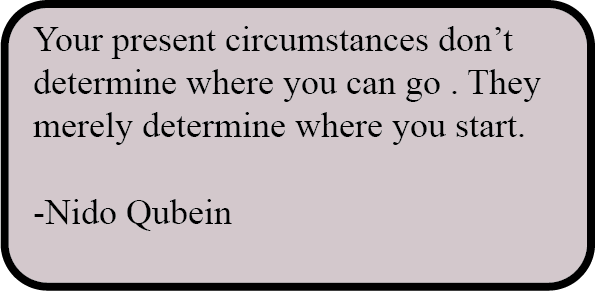 Your present circumstances don’t
determine where you can go . They
merely determine where you start.
-Nido Qubein